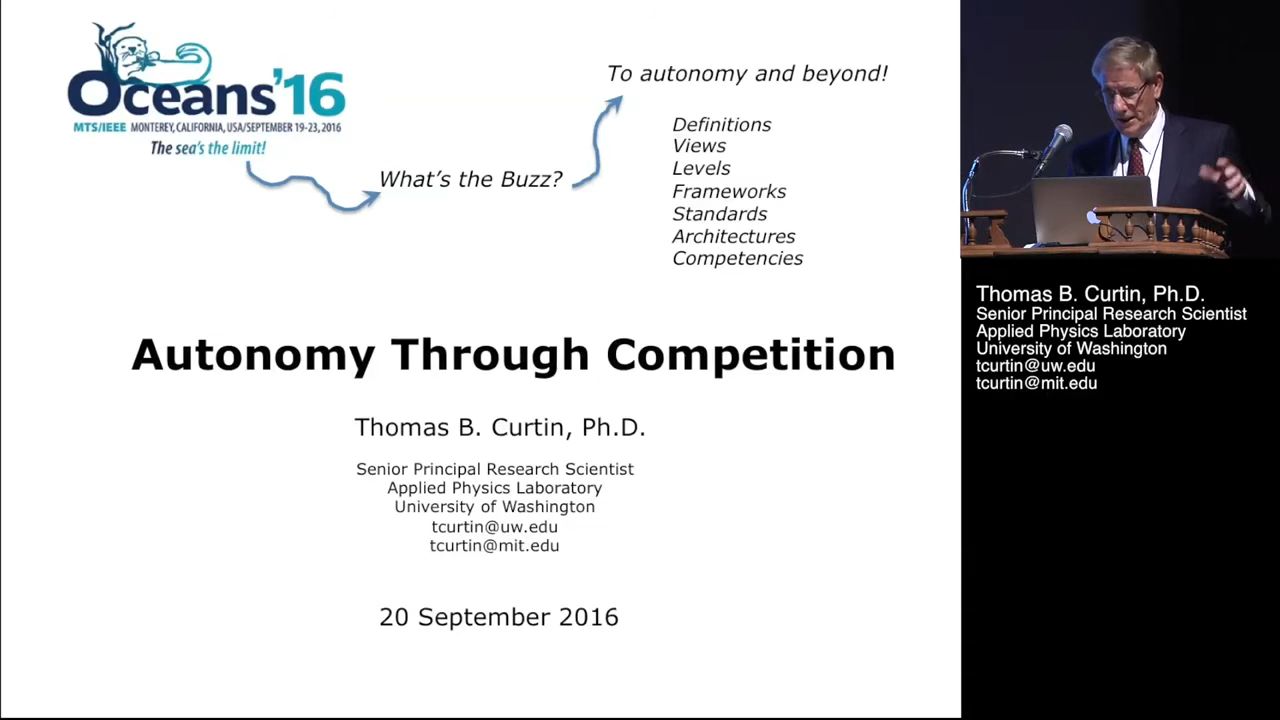 Oceans'16
MTS/IEEE MONTEREY, CALIFORNIA, USA/SEPTEMBER 19-23, 2016
The sea's the limit!
What's the Buzz?
To autonomy and beyond!
Definitions
Views
Levels
Frameworks
Standards
Architectures
Competencies
Autonomy Through Competition
Thomas B. Curtin, Ph.D.
Senior Principal Research Scientist
Applied Physics Laboratory
University of Washington
tcurtin@uw.edu
tcurtin@mit.edu
20 September 2016
Thomas B. Curtin, Ph.D.
Senior Principal Research Scientist
Applied Physics Laboratory
University of Washington
tcurtin@uw.edu
tcurtin@mit.edu